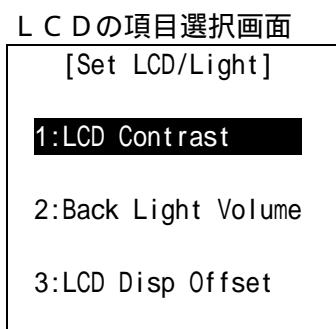 ＬＣＤの項目選択画面
[Set LCD/Light]
1:LCD Contrast
2:Back Light Volume
3:LCD Disp Offset